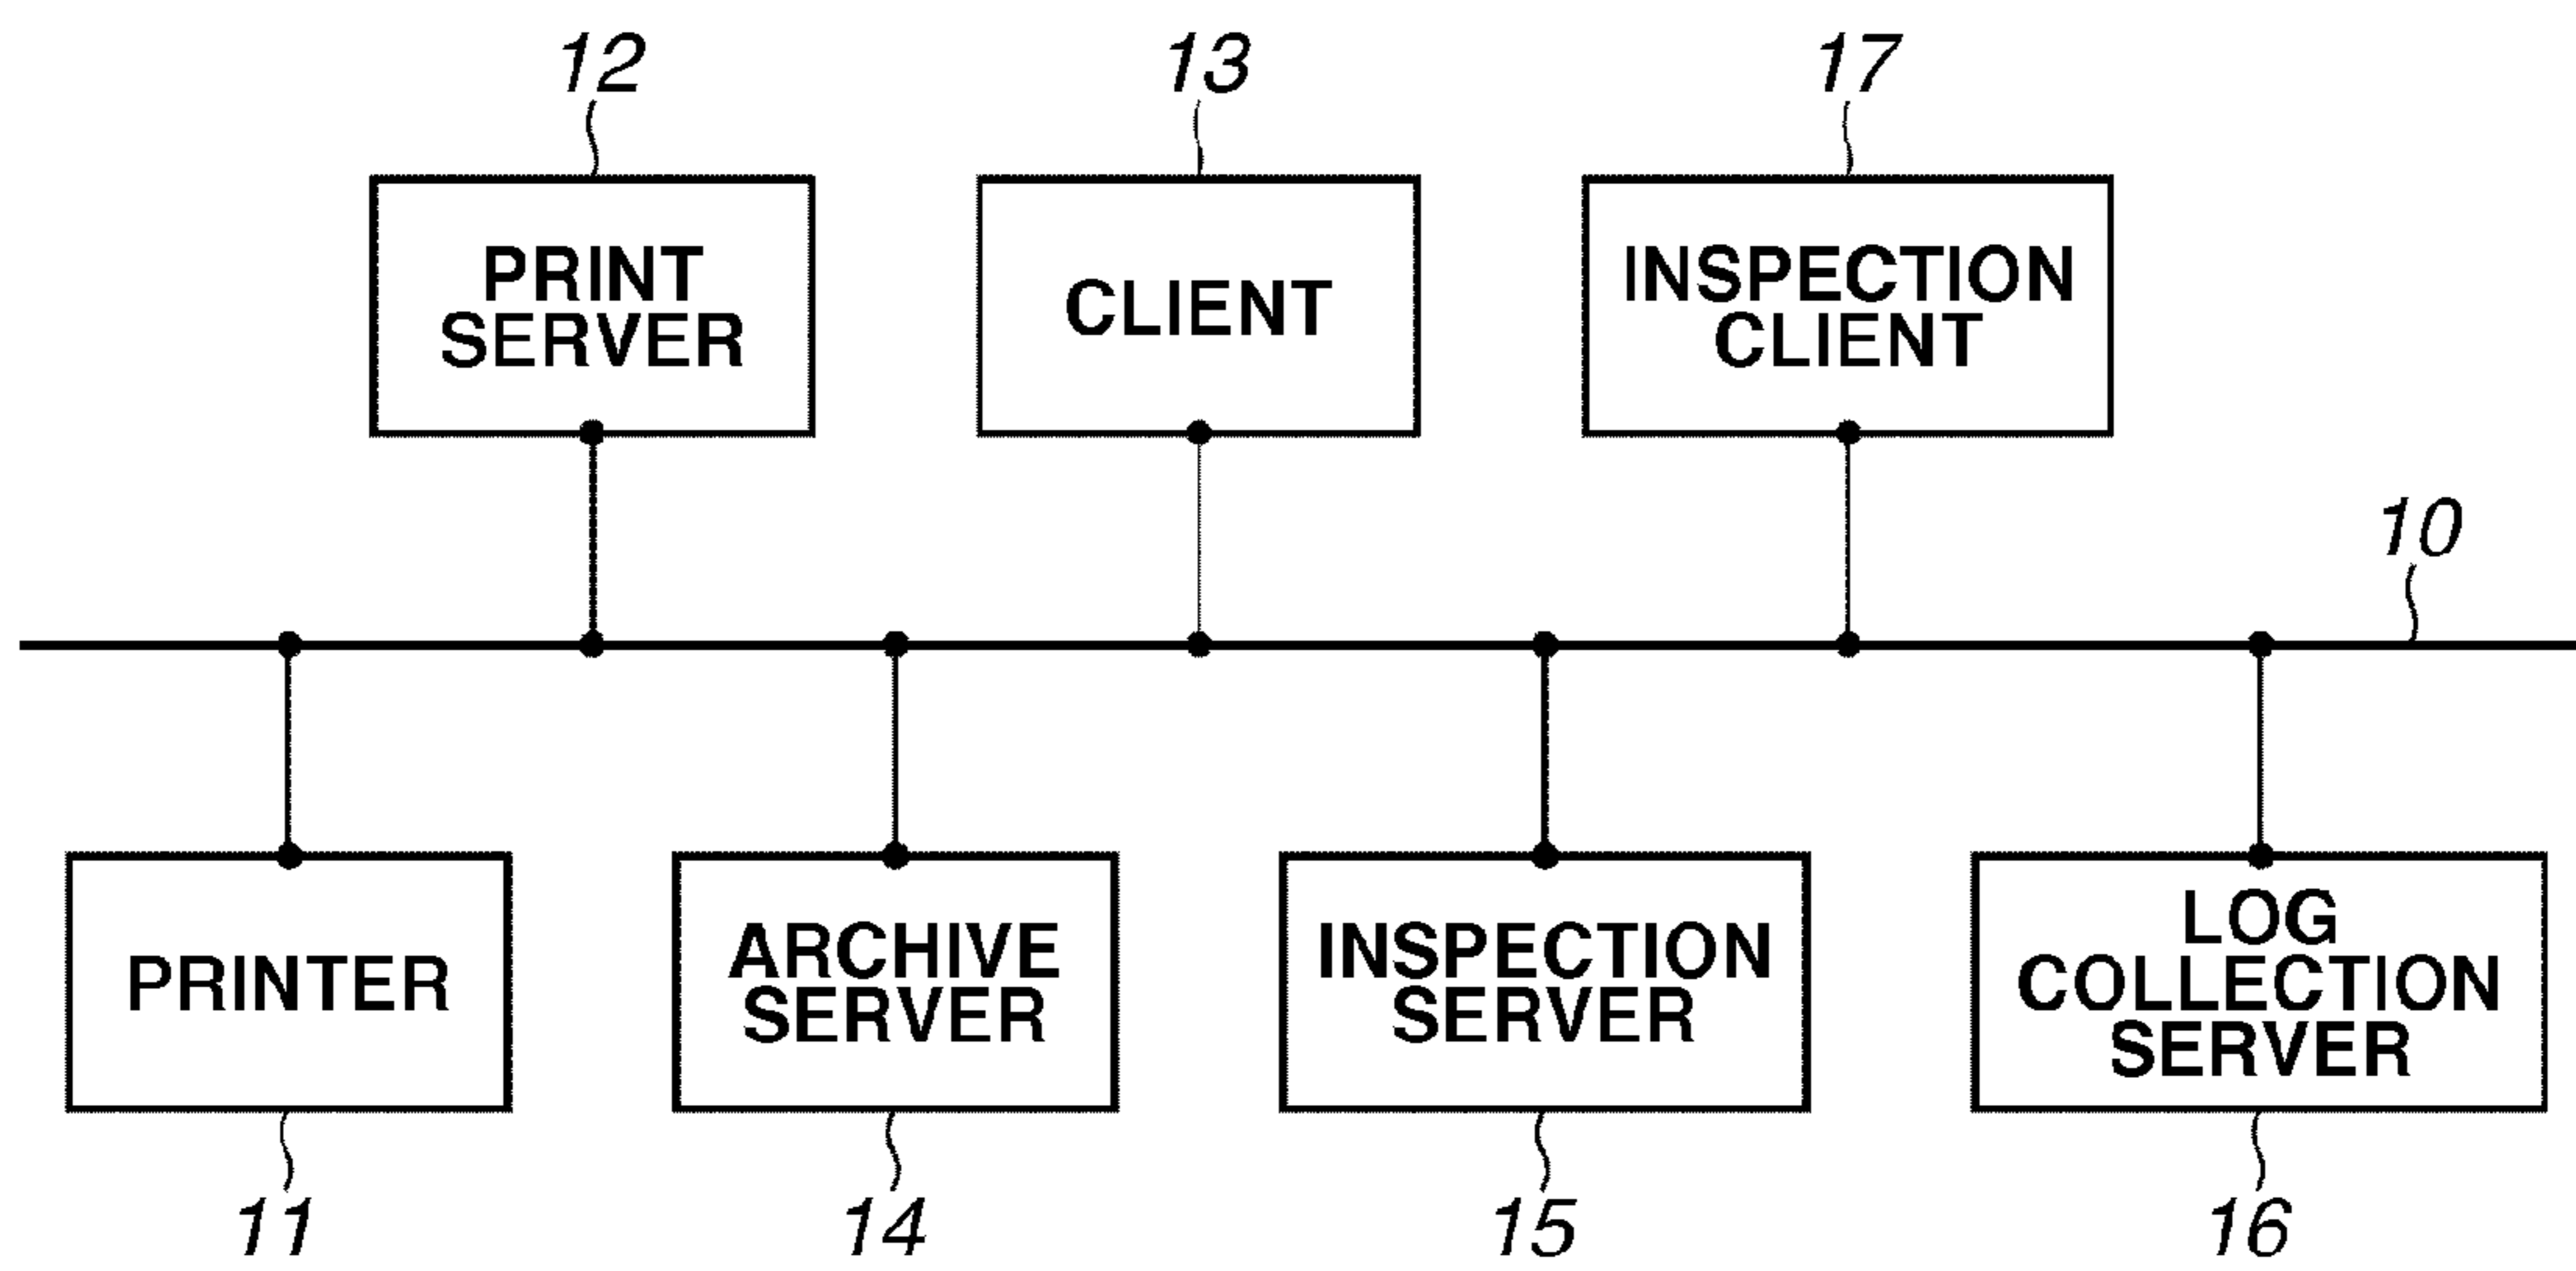 12
13
17
PRINT
SERVER
CLIENT
INSPECTION
CLIENT
10
PRINTER
ARCHIVE
SERVER
INSPECTION
SERVER
LOG
COLLECTION
SERVER
11
14
15
16